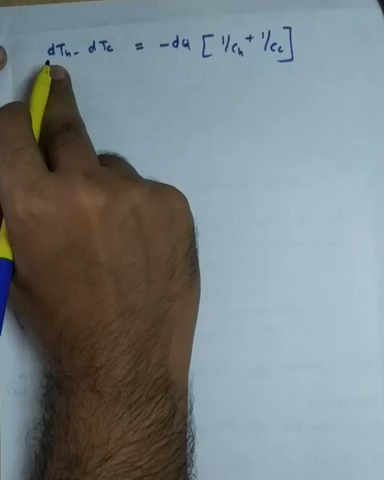 dTh - dTc = -dq [ 1/Ch + 1/Cc ]